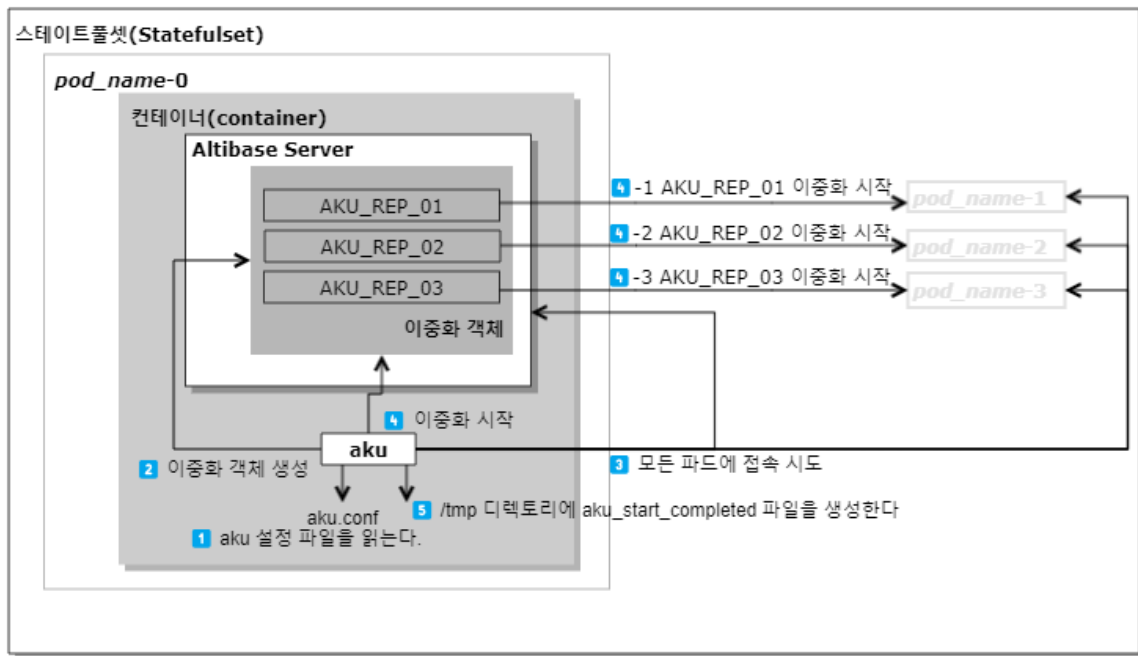 스테이트풀셋(Statefulset)
pod_name-0
컨테이너(container)
Altibase Server
AKU_REP_01
AKU_REP_02
AKU_REP_03
이중화 객체
4 -1 AKU_REP_01 이중화 시작
4 -2 AKU_REP_02 이중화 시작
4 -3 AKU_REP_03 이중화 시작
pod_name-1
pod_name-2
pod_name-3
4 이중화 시작
aku
2 이중화 객체 생성
3 모든 파드에 접속 시도
aku.conf
5 /tmp 디렉토리에 aku_start_completed 파일을 생성한다
1 aku 설정 파일을 읽는다.